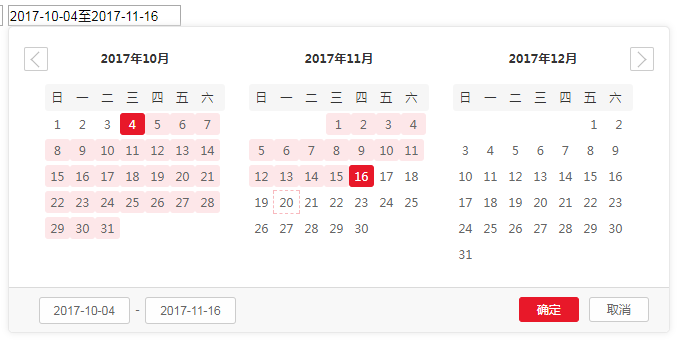 2017-10-04至2017-11-16
2017年10月 2017年11月 2017年12月
日 一 二 三 四 五 六 日 一 二 三 四 五 六 日 一 二 三 四 五 六
1 2 3 4 5 6 7 1 2 3 4 1 2
8 9 10 11 12 13 14 5 6 7 8 9 10 11 3 4 5 6 7 8 9
15 16 17 18 19 20 21 12 13 14 15 16 17 18 10 11 12 13 14 15 16
22 23 24 25 26 27 28 19 20 21 22 23 24 25 17 18 19 20 21 22 23
29 30 31 26 27 28 29 30 24 25 26 27 28 29 30
31
2017-10-04 - 2017-11-16 确定 取消